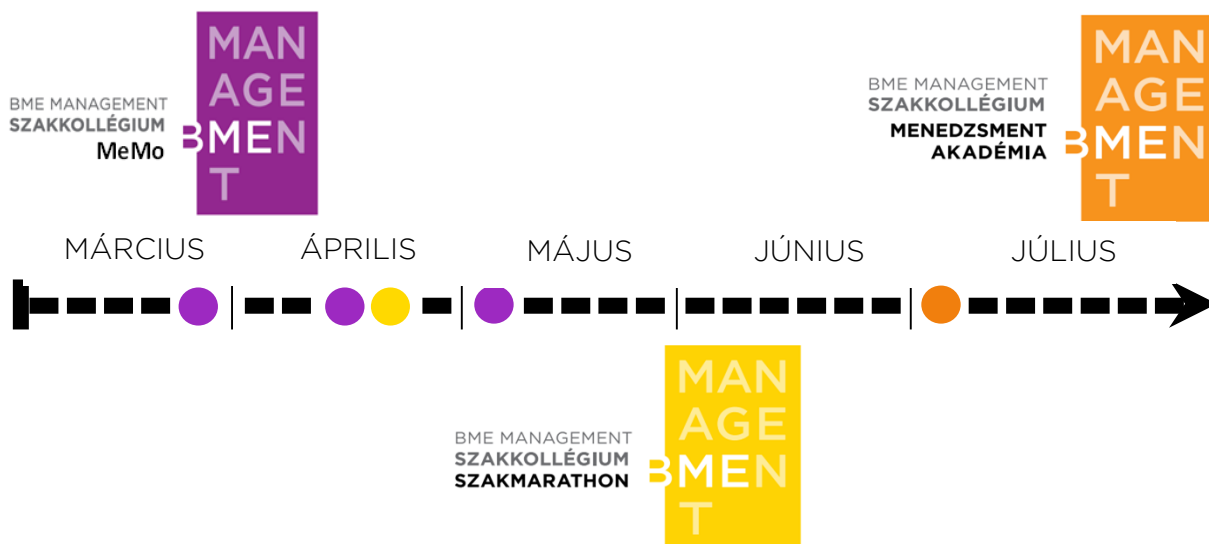 BME MANAGEMENT
SZAKKOLLÉGIUM
MeMo
MAN
AGE
BMEN
T
BME MANAGEMENT
SZAKKOLLÉGIUM
MENEDZSMENT
AKADÉMIA
MAN
AGE
BMEN
T
MÁRCIUS
ÁPRILIS
MÁJUS
JÚNIUS
JÚLIUS
BME MANAGEMENT
SZAKKOLLÉGIUM
SZAKMARATHON
MAN
AGE
BMEN
T